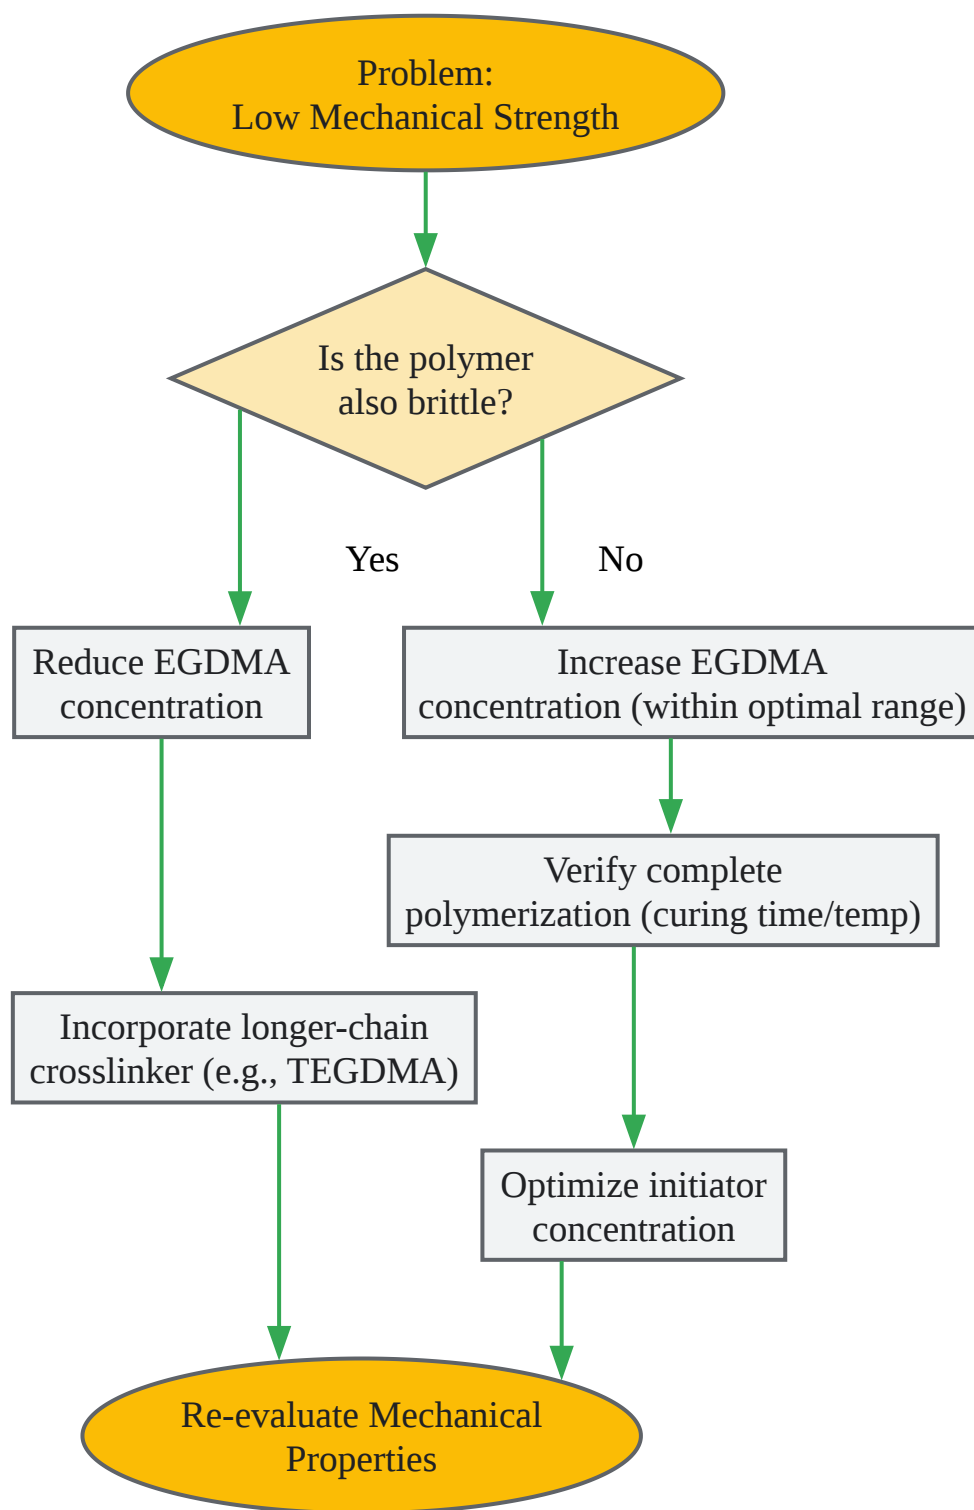 Problem:
Low Mechanical Strength
Is the polymer
also brittle?
Yes
No
Reduce EGDMA
concentration
Increase EGDMA
concentration (within optimal range)
Verify complete
polymerization (curing time/temp)
Incorporate longer-chain
crosslinker (e.g., TEGDMA)
Optimize initiator
concentration
Re-evaluate Mechanical
Properties